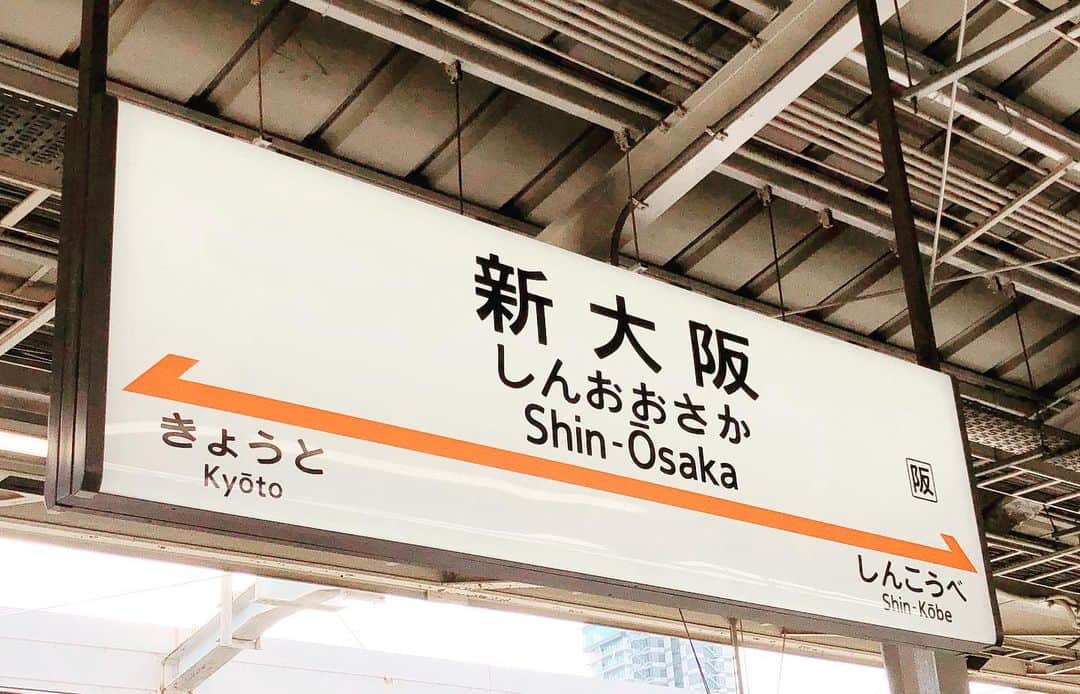 新大阪
しんおおさか
Shin-Ōsaka
阪
きょうと
Kyōto
しんこうべ
Shin-Kōbe